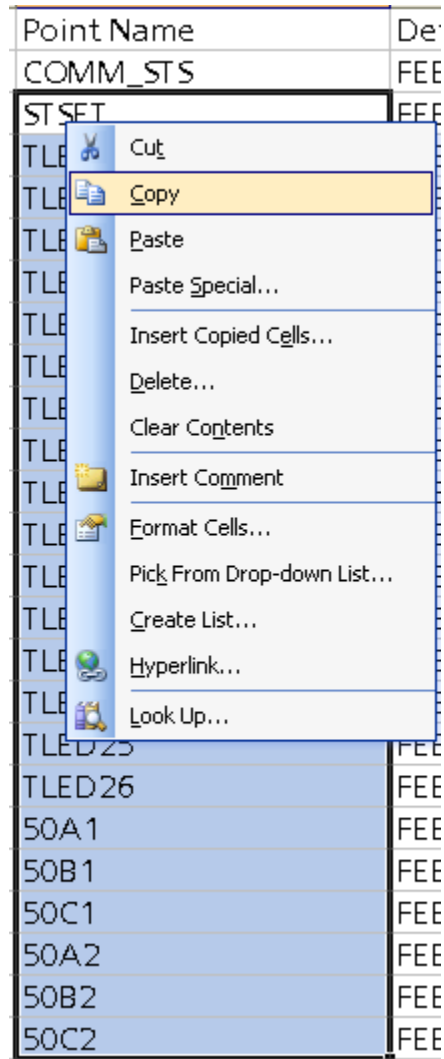 Point Name
COMM_STS FEE
STSET FEE
Cut
Copy
Paste
Paste Special...
Insert Copied Cells...
Delete...
Clear Contents
Insert Comment
Format Cells...
Pick From Drop-down List...
Create List...
Hyperlink...
Look Up...
TLED25 FEE
TLED26 FEE
50A1 FEE
50B1 FEE
50C1 FEE
50A2 FEE
50B2 FEE
50C2 FEE